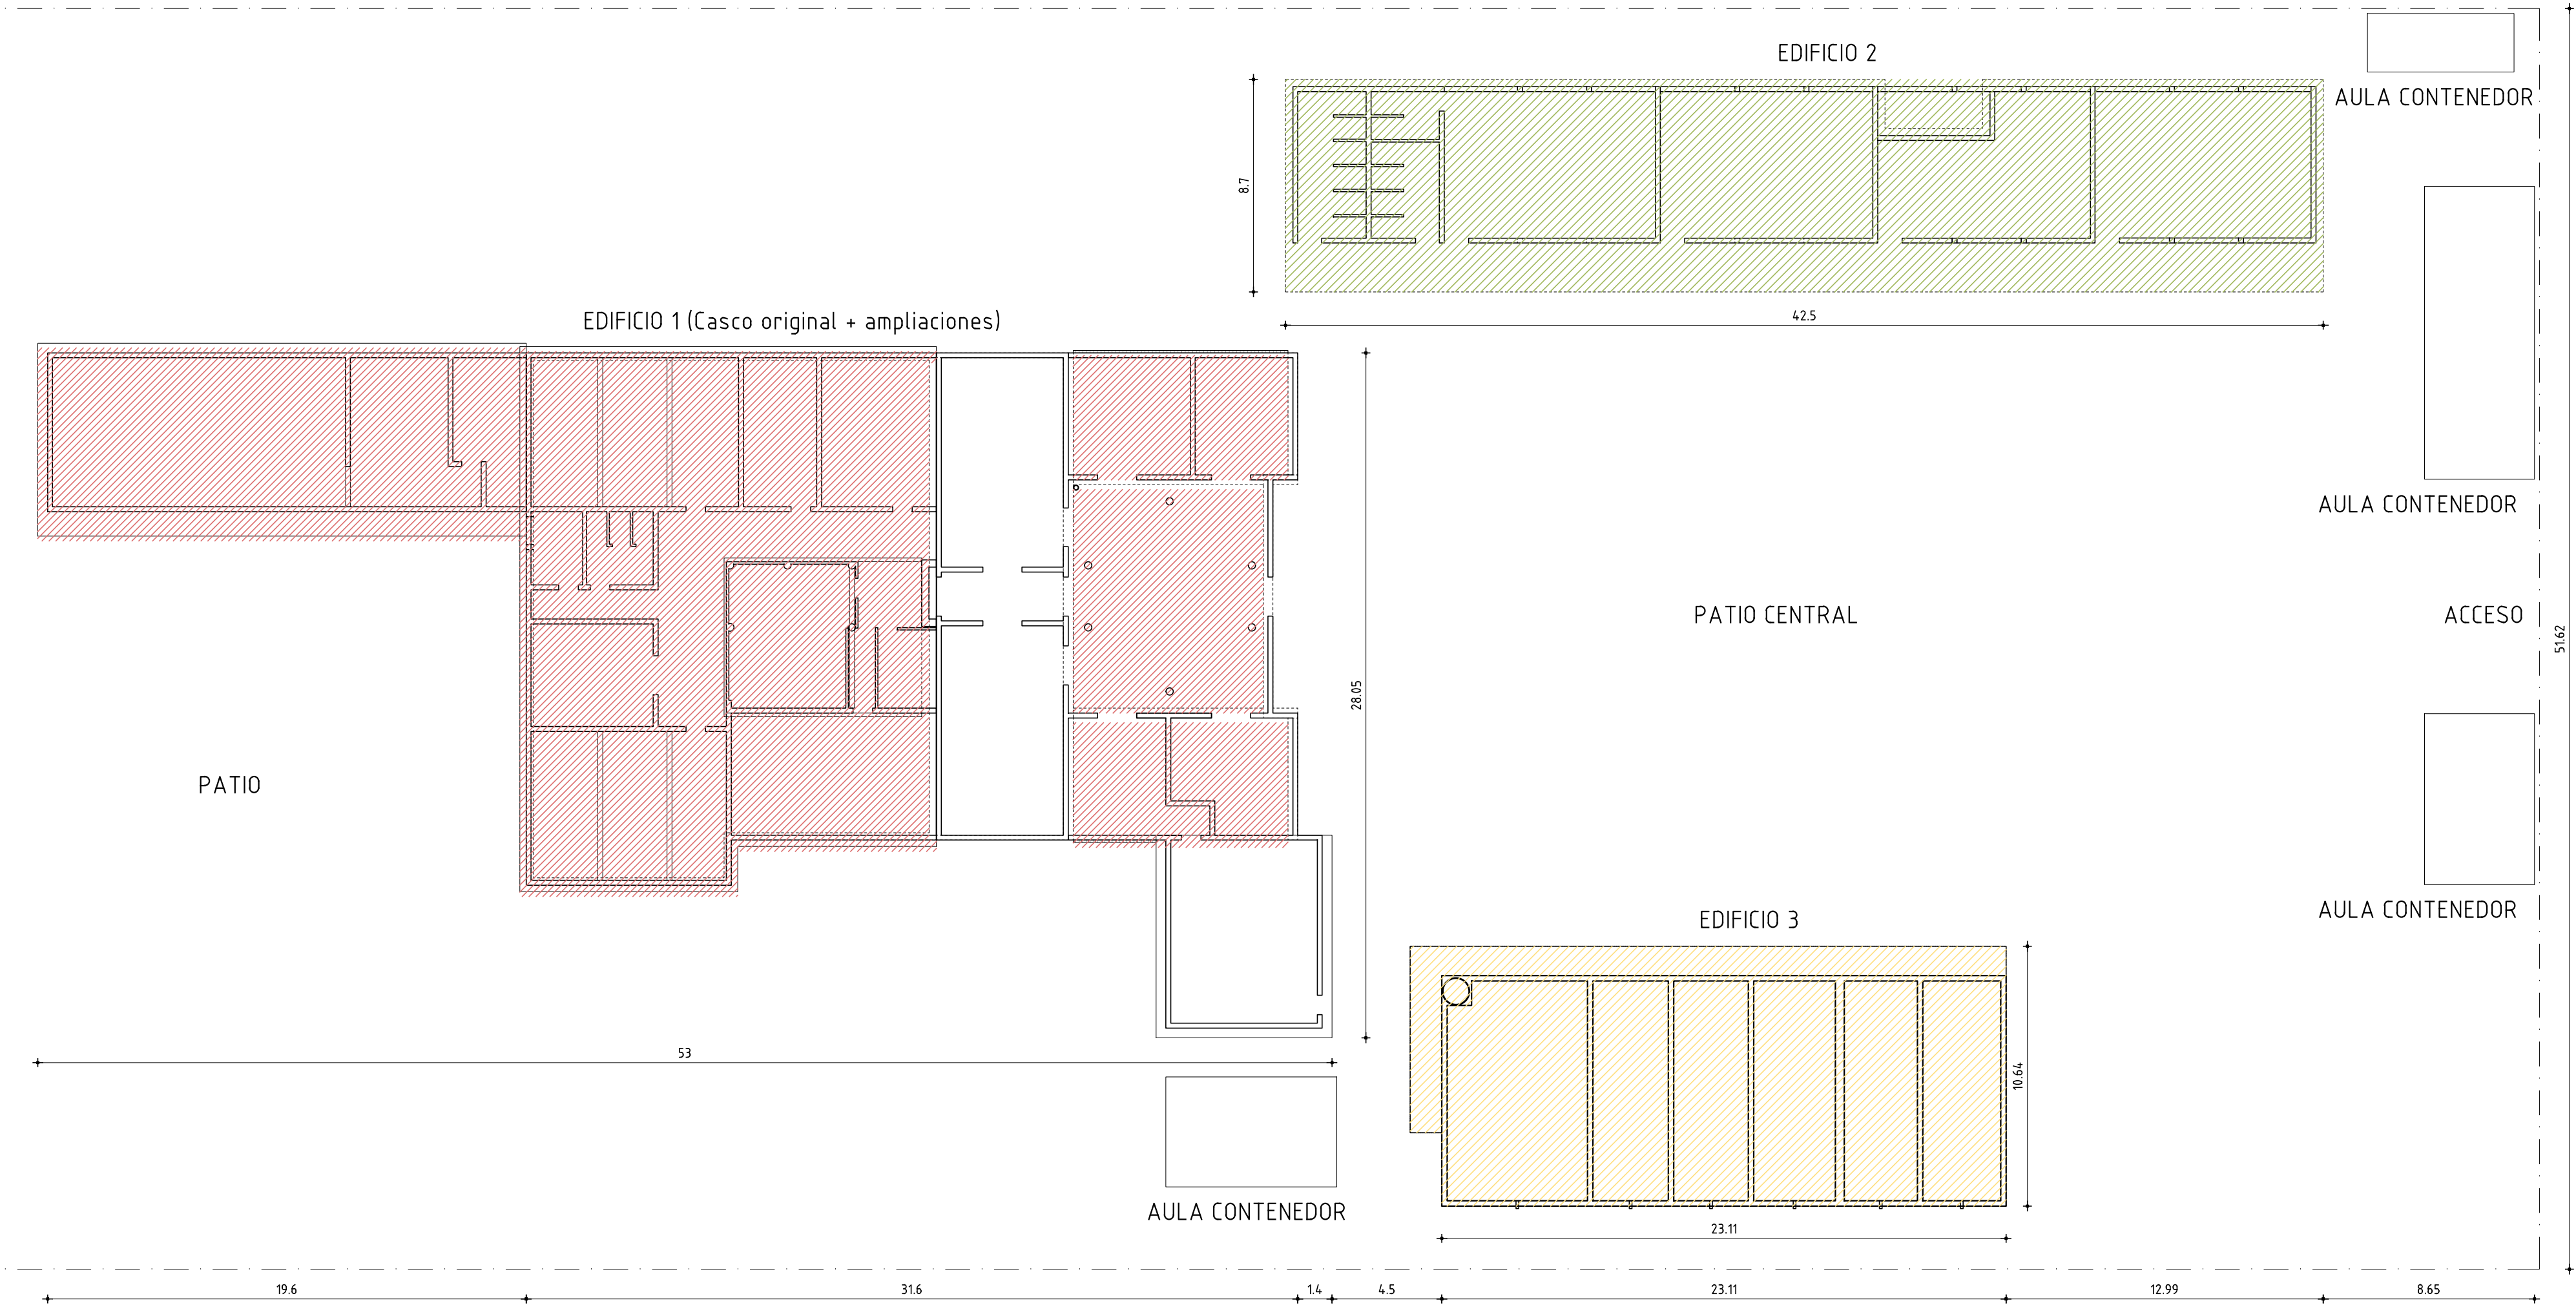 EDIFICIO 2
AULA CONTENEDOR
8.7
42.5
EDIFICIO 1 (Casco original + ampliaciones)
AULA CONTENEDOR
PATIO CENTRAL
ACCESO
51.62
28.05
PATIO
AULA CONTENEDOR
EDIFICIO 3
53
10.64
AULA CONTENEDOR
23.11
19.6
31.6
1.4
4.5
23.11
12.99
8.65